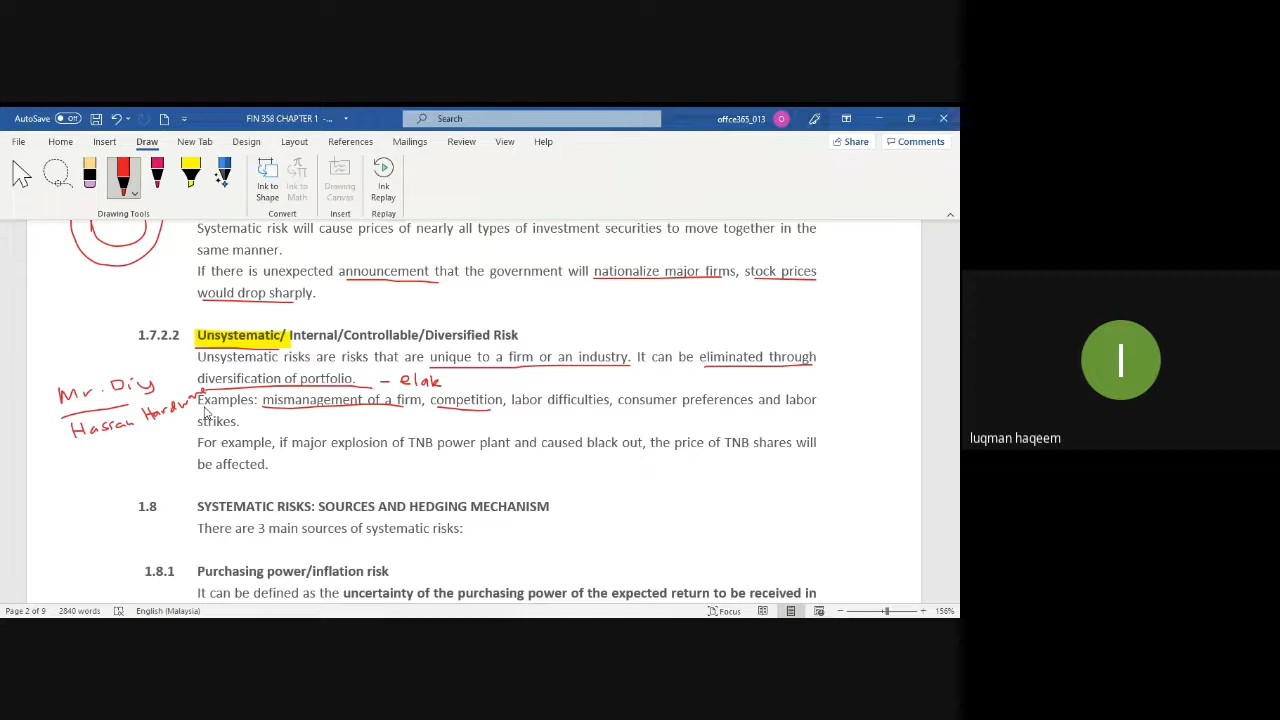 AutoSave Off FIN 358 CHAPTER 1 -... Search offce365_013
File Home Insert Draw New Tab Design Layout References Mailings Review View Help Share Comments
Ink to Shape
Ink to Math
Drawing Canvas
Ink Replay
Drawing Tools Convert Insert Replay
Systematic risk will cause prices of nearly all types of investment securities to move together in the
same manner.
If there is unexpected announcement that the government will nationalize major firms, stock prices
would drop sharply.
1.7.2.2 Unsystematic/ Internal/Controllable/Diversified Risk
Unsystematic risks are risks that are unique to a firm or an industry. It can be eliminated through
diversification of portfolio. - elak
Mr. Diy
Hassan Hardware
Examples: mismanagement of a firm, competition, labor difficulties, consumer preferences and labor
strikes.
For example, if major explosion of TNB power plant and caused black out, the price of TNB shares will
be affected.
1.8 SYSTEMATIC RISKS: SOURCES AND HEDGING MECHANISM
There are 3 main sources of systematic risks:
1.8.1 Purchasing power/inflation risk
It can be defined as the uncertainty of the purchasing power of the expected return to be received in
Page 2 of 9 2840 words English (Malaysia) Focus 156%
l
luqman haqeem